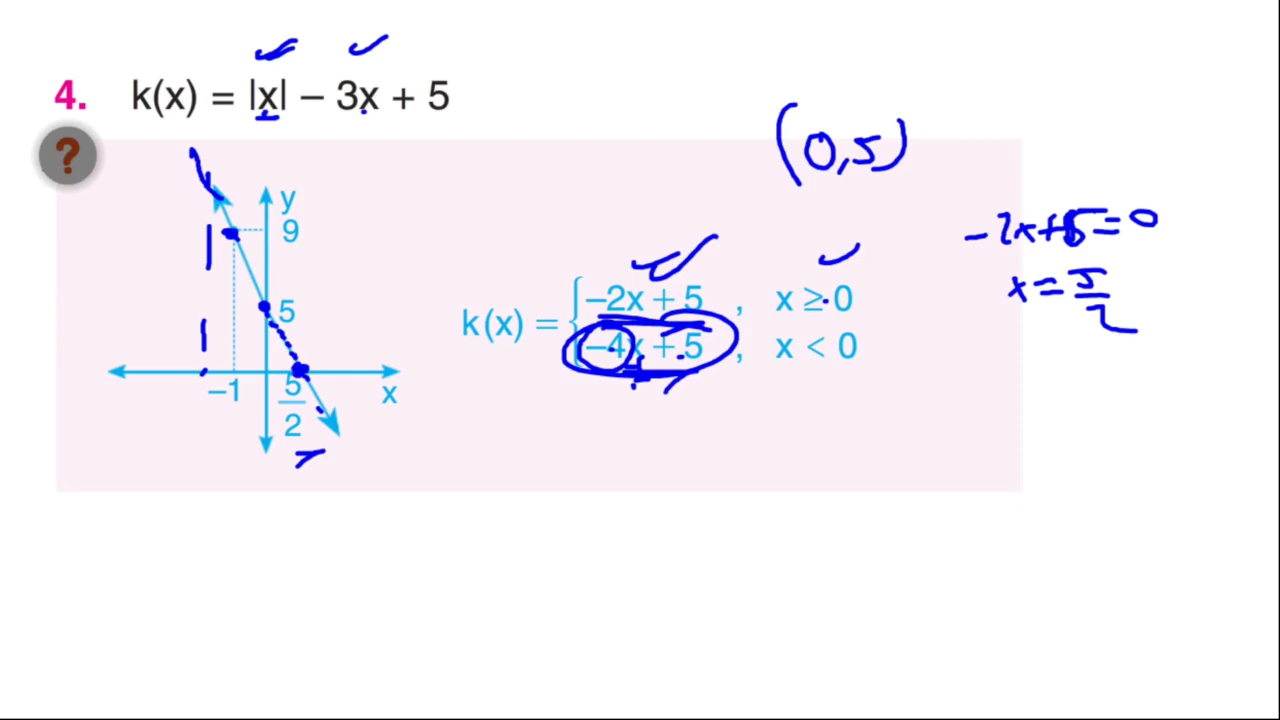 4. k(x) = |x| − 3x + 5
?
(0,5)
y
9
5
−1
5/2
x
k(x) = { −2x + 5 , x ≥ 0
−4x + 5 , x < 0
−2x+5=0
x = 5/2